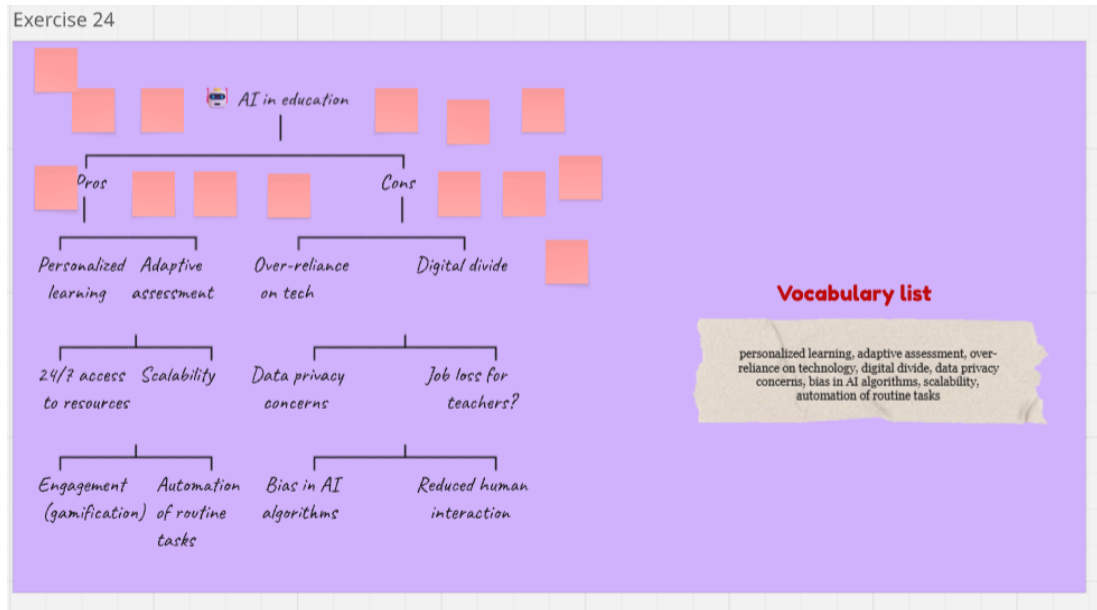 Exercise 24
AI in education
Pros
Cons
Personalized
learning
Adaptive
assessment
Over-reliance
on tech
Digital divide
24/7 access
to resources
Scalability
Data privacy
concerns
Job loss for
teachers?
Engagement
(gamification)
Automation
of routine
tasks
Bias in AI
algorithms
Reduced human
interaction
Vocabulary list
personalized learning, adaptive assessment, over-
reliance on technology, digital divide, data privacy
concerns, bias in AI algorithms, scalability,
automation of routine tasks